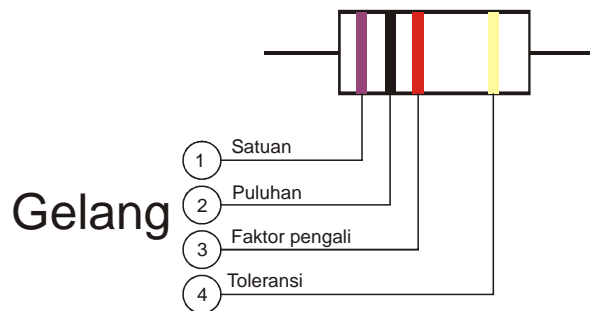 1 Satuan
2 Puluhan
Gelang
3 Faktor pengali
4 Toleransi